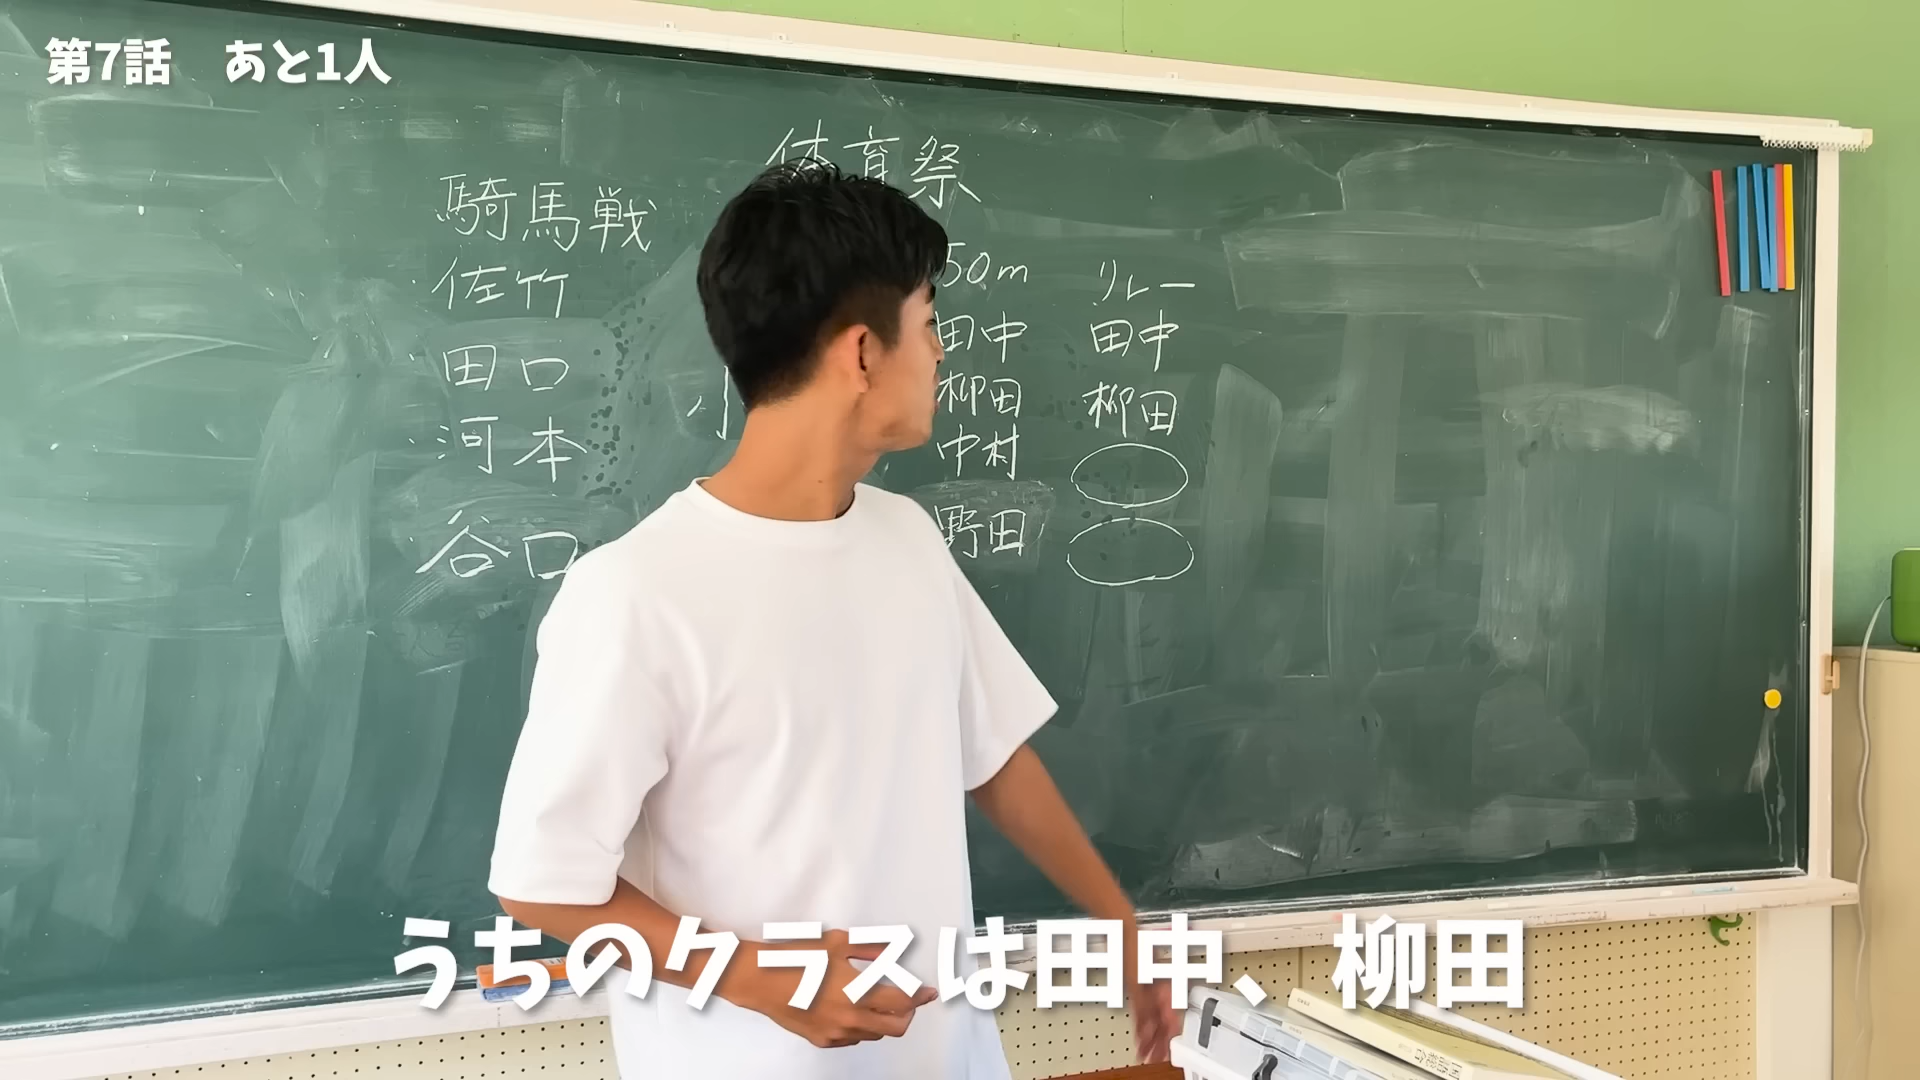 第7話　あと1人
体育祭
騎馬戦
佐竹
田口
河本
谷口
50m
田中
柳田
中村
野田
リレー
田中
柳田
うちのクラスは田中、柳田